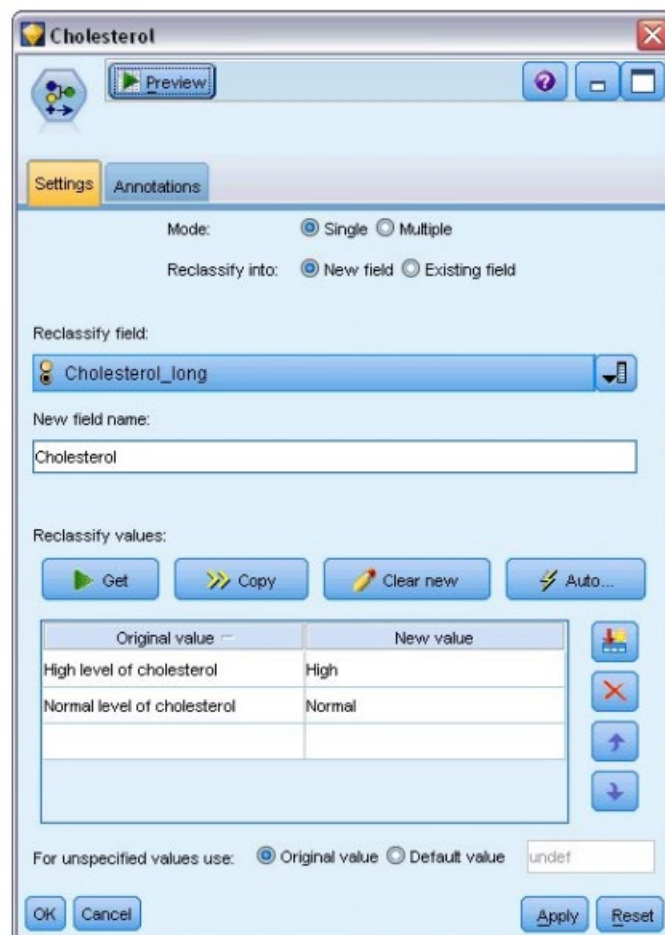 Cholesterol
Preview
Settings Annotations
Mode: Single Multiple
Reclassify into: New field Existing field
Reclassify field:
Cholesterol_long
New field name:
Cholesterol
Reclassify values:
Get Copy Clear new Auto...
Original value New value
High level of cholesterol High
Normal level of cholesterol Normal
For unspecified values use: Original value Default value undef
OK Cancel Apply Reset